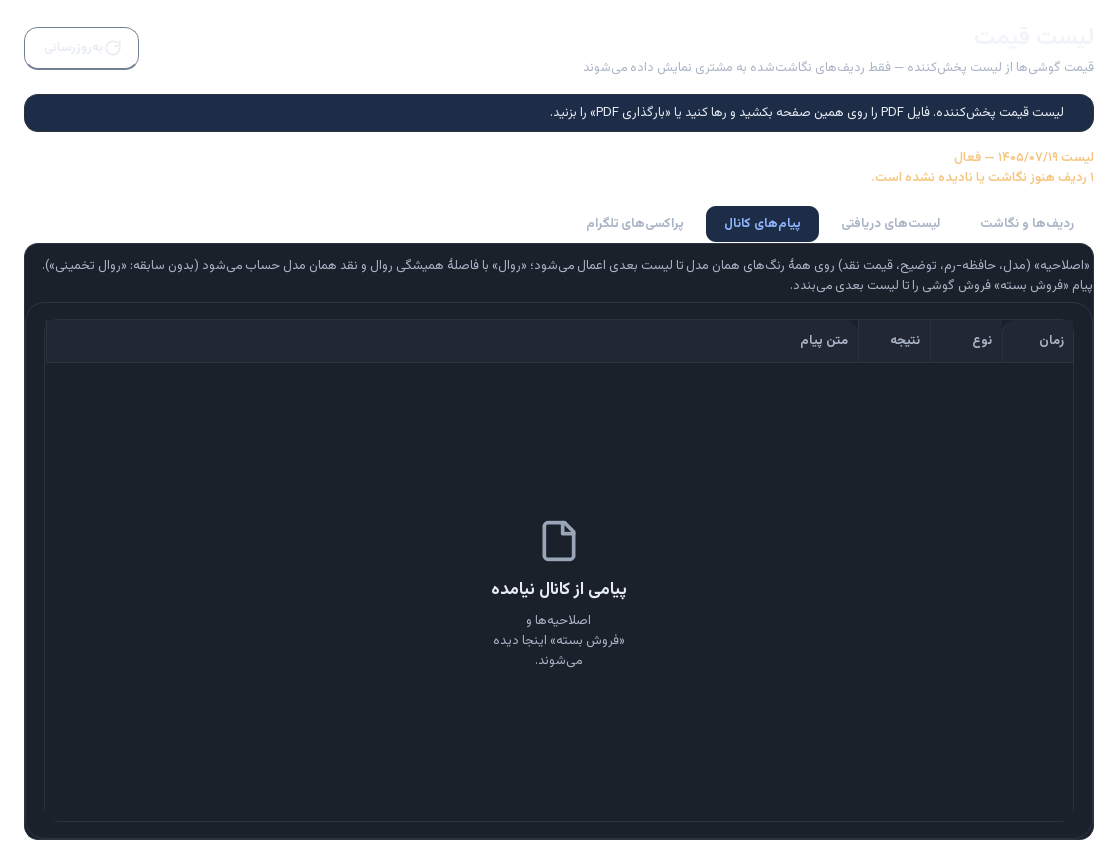 لیست قیمت
قیمت گوشی‌ها از لیست پخش‌کننده — فقط ردیف‌های نگاشت‌شده به مشتری نمایش داده می‌شوند
به‌روزرسانی
لیست قیمت پخش‌کننده. فایل PDF را روی همین صفحه بکشید و رها کنید یا «بارگذاری PDF» را بزنید.
لیست ۱۴۰۵/۰۷/۱۹ — فعال
۱ ردیف هنوز نگاشت یا نادیده نشده است.
ردیف‌ها و نگاشت
لیست‌های دریافتی
پیام‌های کانال
پراکسی‌های تلگرام
«اصلاحیه» (مدل، حافظه-رم، توضیح، قیمت نقد) روی همهٔ رنگ‌های همان مدل تا لیست بعدی اعمال می‌شود؛ «روال» با فاصلهٔ همیشگی روال و نقد همان مدل حساب می‌شود (بدون سابقه: «روال تخمینی»).
پیام «فروش بسته» فروش گوشی را تا لیست بعدی می‌بندد.
زمان
نوع
نتیجه
متن پیام
پیامی از کانال نیامده
اصلاحیه‌ها و
«فروش بسته» اینجا دیده
می‌شوند.